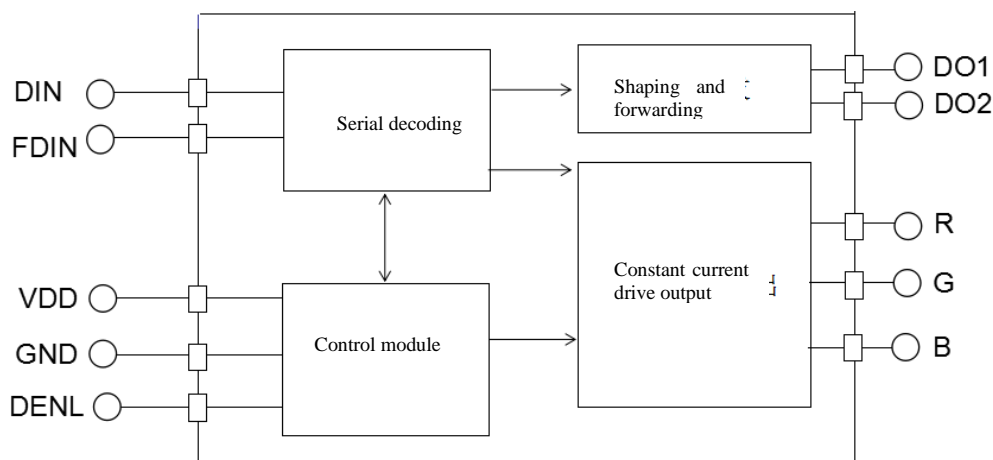 DIN
FDIN
VDD
GND
DENL
Serial decoding
Control module
Shaping and
forwarding
Constant current
drive output
DO1
DO2
R
G
B